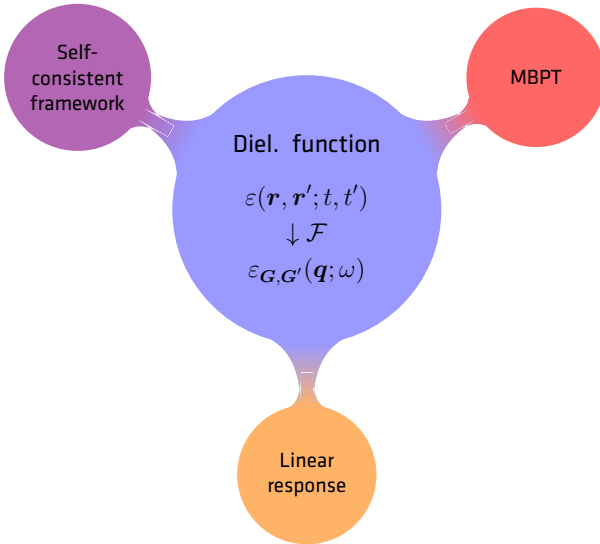 Self-
consistent
framework
MBPT
Diel. function
ε(r, r′; t, t′)
↓ ℱ
ε_{G,G′}(q; ω)
Linear
response